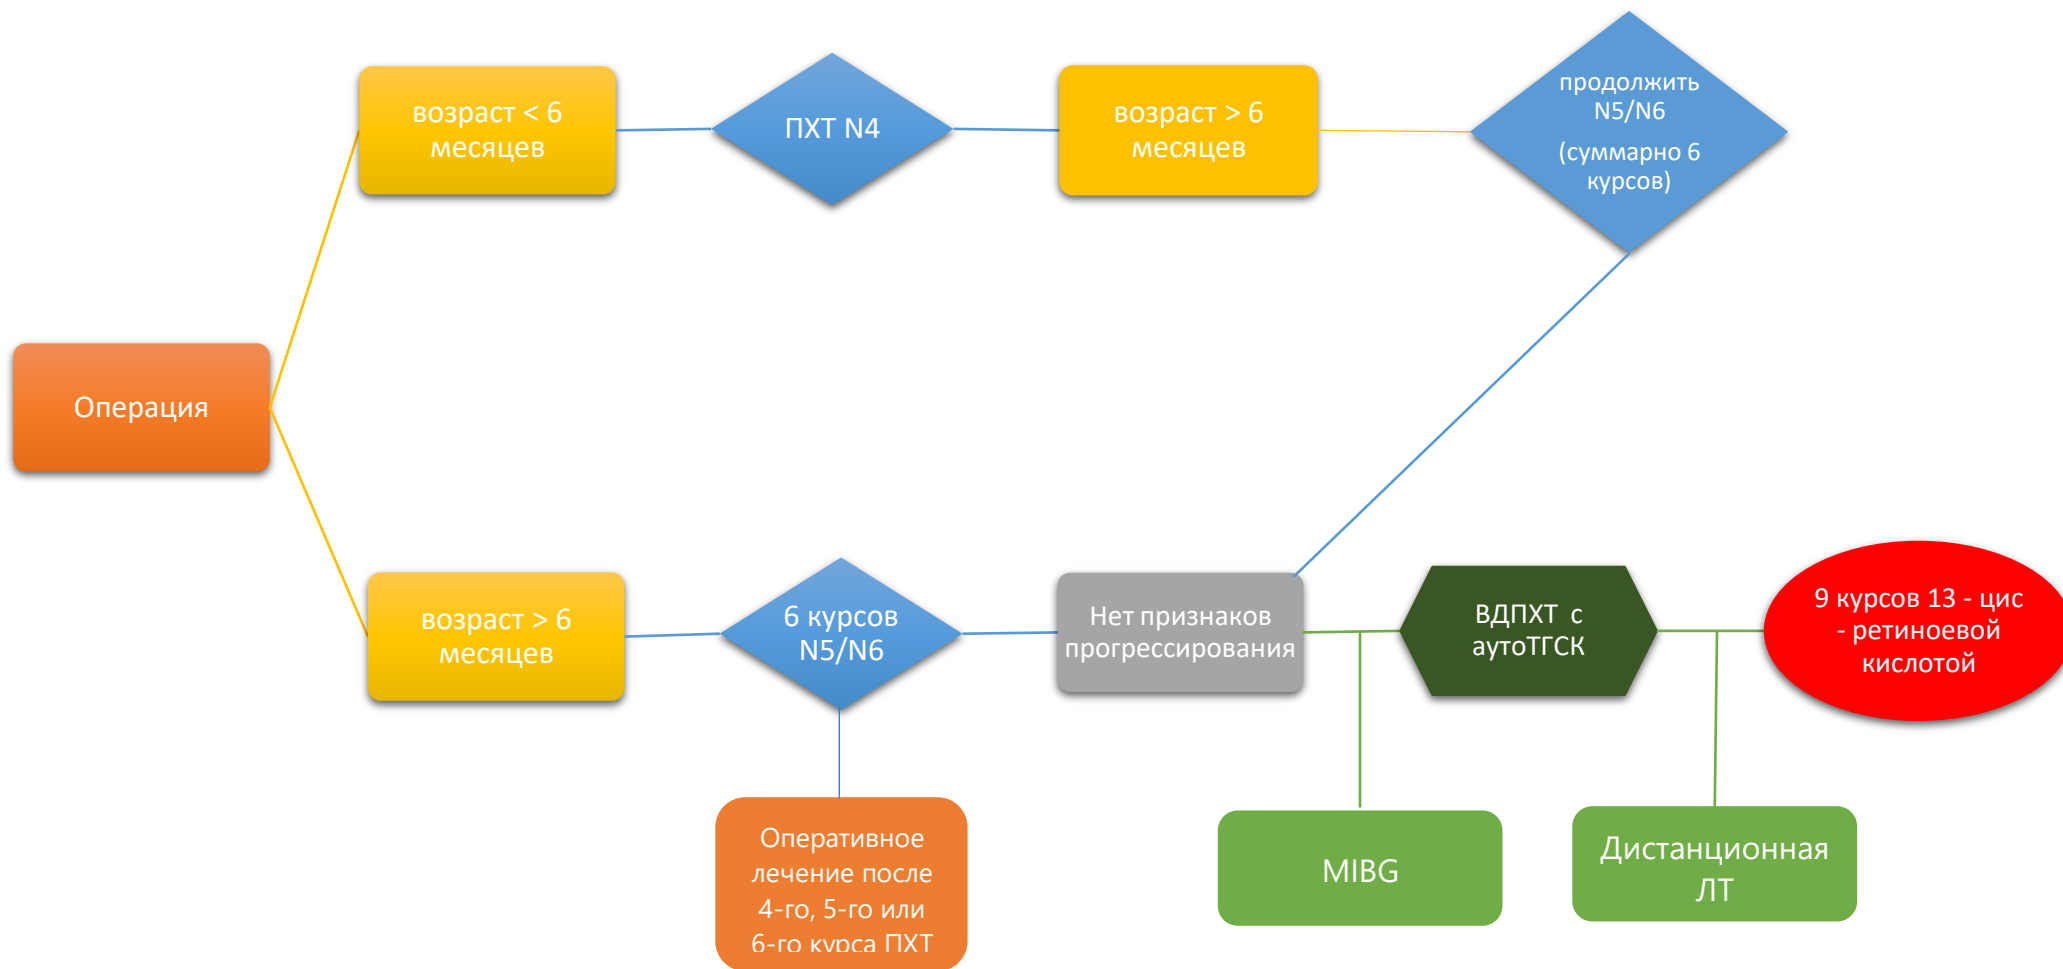 возраст < 6
месяцев
ПХТ N4
возраст > 6
месяцев
продолжить
N5/N6
(суммарно 6
курсов)
Операция
возраст > 6
месяцев
6 курсов
N5/N6
Нет признаков
прогрессирования
ВДПХТ с
аутоТГСК
9 курсов 13 - цис
- ретиноевой
кислотой
Оперативное
лечение после
4-го, 5-го или
6-го курса ПХТ
MIBG
Дистанционная
ЛТ